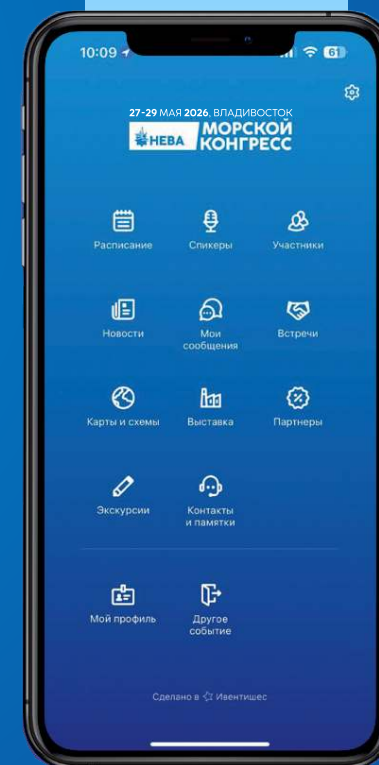 10:09
61
27-29 МАЯ 2026, ВЛАДИВОСТОК
НЕВА
МОРСКОЙ
КОНГРЕСС
Расписание
Спикеры
Участники
Новости
Мои
сообщения
Встречи
Карты и схемы
Выставка
Партнеры
Экскурсии
Контакты
и памятки
Мой профиль
Другое
событие
Сделано в Ивентишес